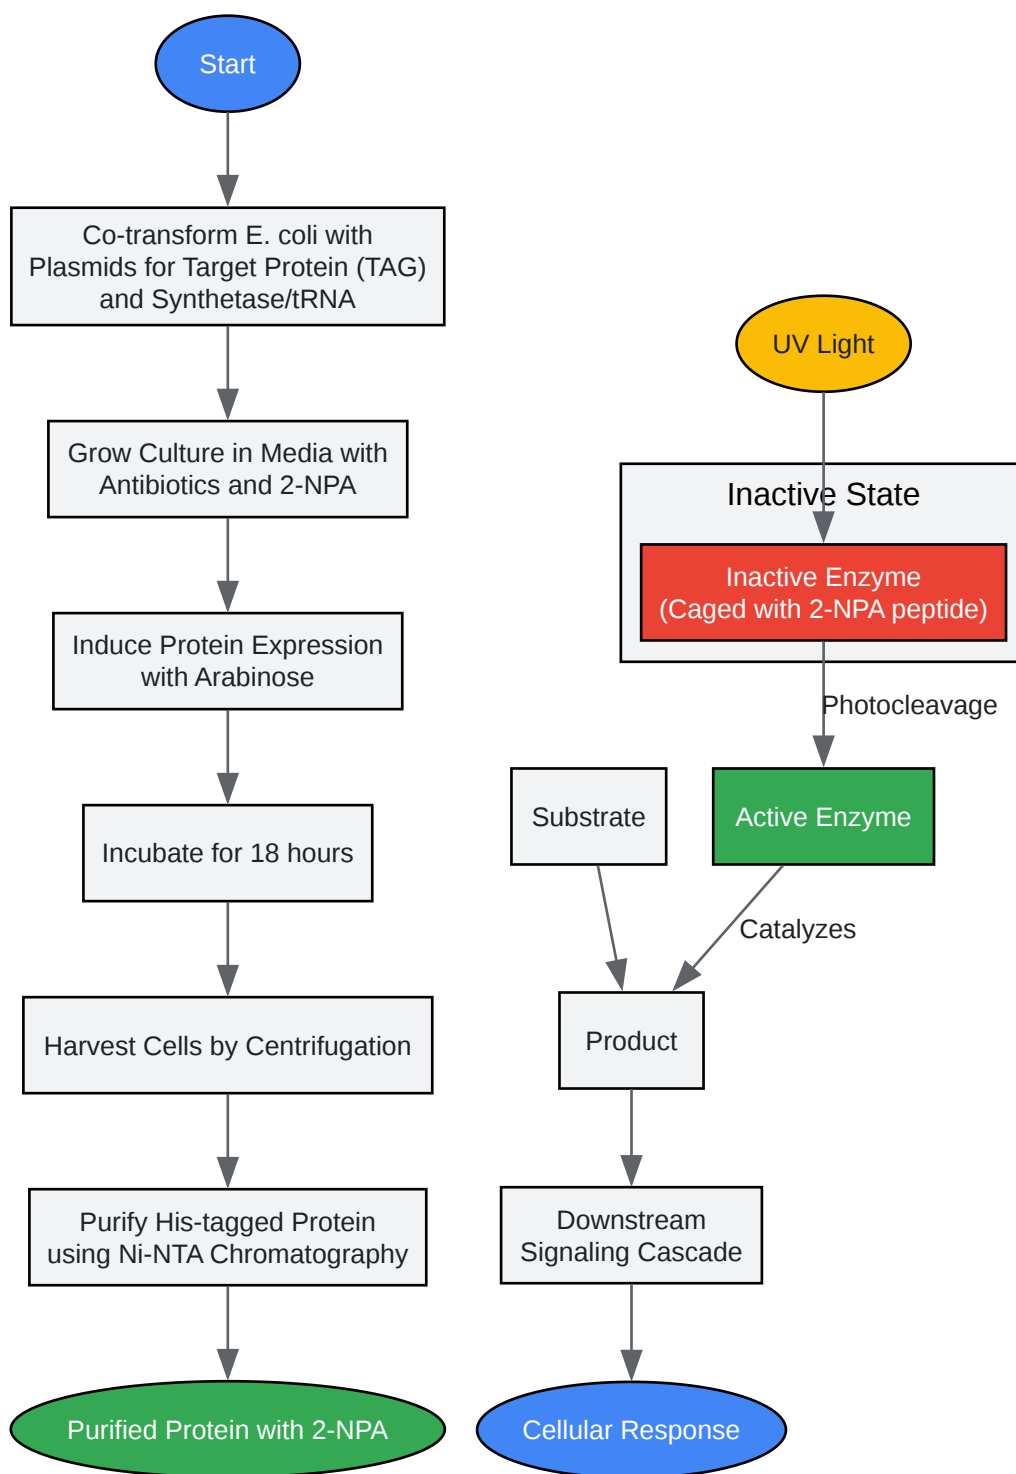 Start
Co-transform E. coli with
Plasmids for Target Protein (TAG)
and Synthetase/tRNA
Grow Culture in Media with
Antibiotics and 2-NPA
Induce Protein Expression
with Arabinose
Incubate for 18 hours
Harvest Cells by Centrifugation
Purify His-tagged Protein
using Ni-NTA Chromatography
Purified Protein with 2-NPA
UV Light
Inactive State
Inactive Enzyme
(Caged with 2-NPA peptide)
Photocleavage
Substrate
Active Enzyme
Catalyzes
Product
Downstream
Signaling Cascade
Cellular Response